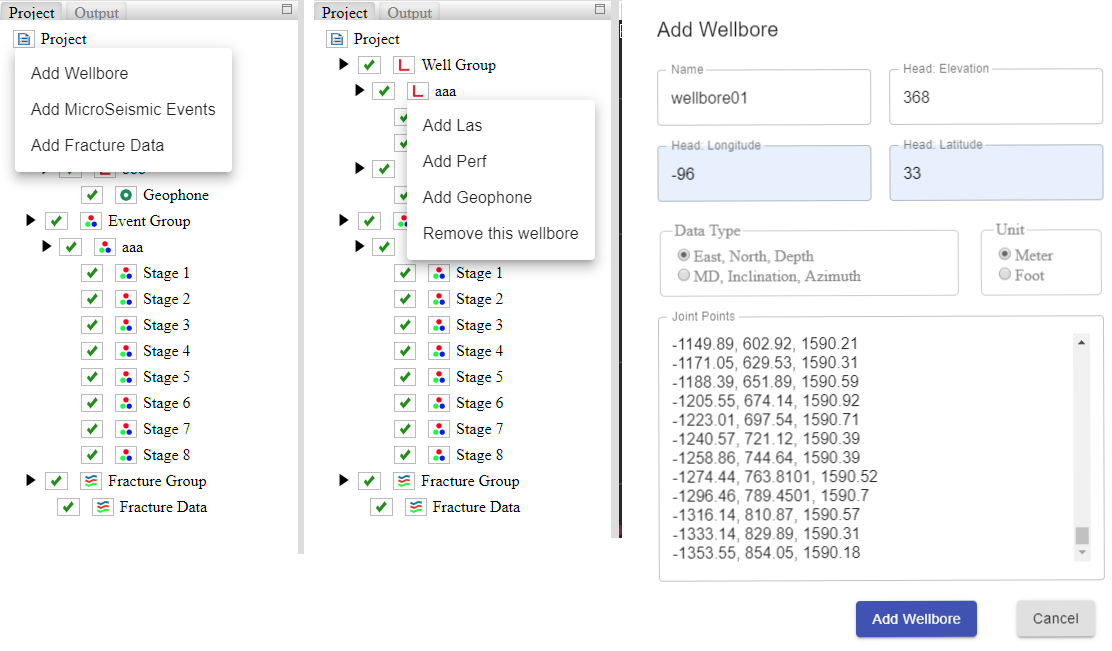 Project Output
Project
Add Wellbore
Add MicroSeismic Events
Add Fracture Data
Geophone
Event Group
aaa
Stage 1
Stage 2
Stage 3
Stage 4
Stage 5
Stage 6
Stage 7
Stage 8
Fracture Group
Fracture Data
Project Output
Project
Well Group
aaa
Add Las
Add Perf
Add Geophone
Remove this wellbore
Stage 1
Stage 2
Stage 3
Stage 4
Stage 5
Stage 6
Stage 7
Stage 8
Fracture Group
Fracture Data
Add Wellbore
Name
wellbore01
Head: Elevation
368
Head: Longitude
-96
Head: Latitude
33
Data Type
East, North, Depth
MD, Inclination, Azimuth
Unit
Meter
Foot
Joint Points
-1149.89, 602.92, 1590.21
-1171.05, 629.53, 1590.31
-1188.39, 651.89, 1590.59
-1205.55, 674.14, 1590.92
-1223.01, 697.54, 1590.71
-1240.57, 721.12, 1590.39
-1258.86, 744.64, 1590.39
-1274.44, 763.8101, 1590.52
-1296.46, 789.4501, 1590.7
-1316.14, 810.87, 1590.57
-1333.14, 829.89, 1590.31
-1353.55, 854.05, 1590.18
Add Wellbore
Cancel